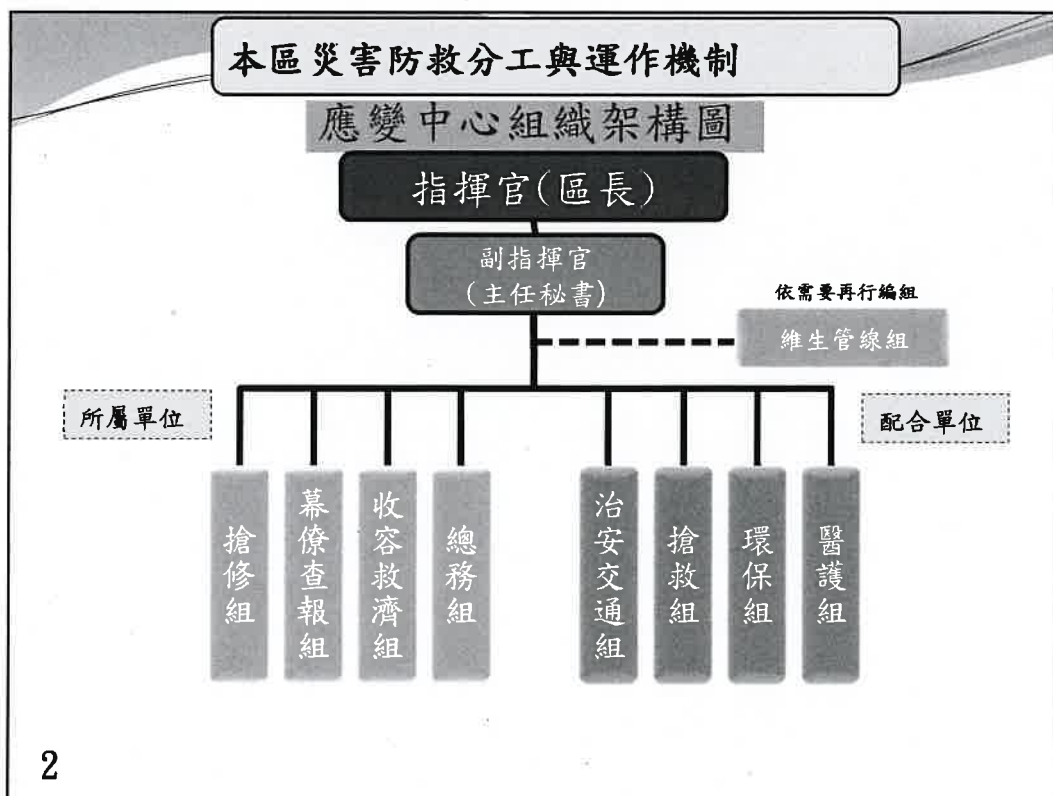 本區災害防救分工與運作機制
應變中心組織架構圖
指揮官(區長)
副指揮官
(主任秘書)
依需要再行編組
維生管線組
所屬單位
配合單位
搶修組
幕僚查報組
收容救濟組
總務組
治安交通組
搶救組
環保組
醫護組
2